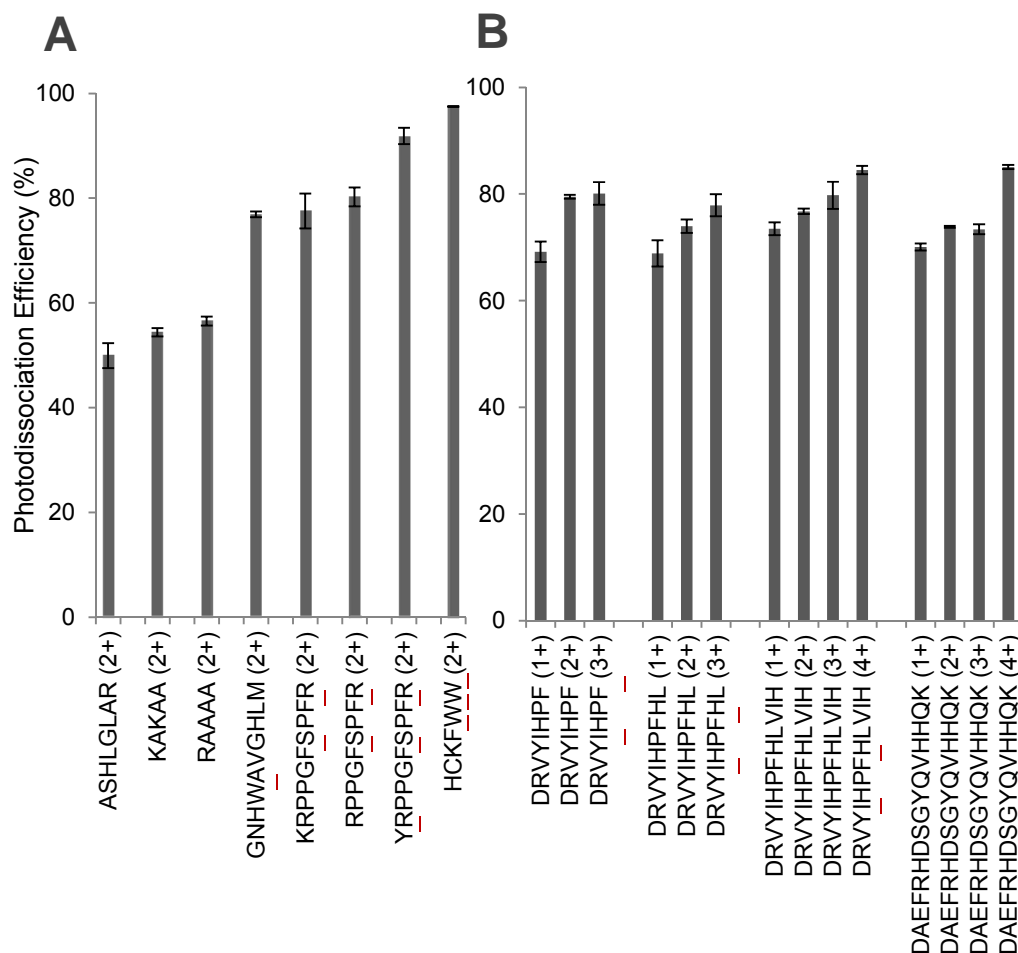 A
B
Photodissociation Efficiency (%)
100
80
60
40
20
0
ASHLGLAR (2+)
KAKAA (2+)
RAAAA (2+)
GNHWAVGHLM (2+)
KRPPGFSPFR (2+)
RPPGFSPFR (2+)
YRPPGFSPFR (2+)
HCKFWW (2+)
100
80
60
40
20
0
DRVYIHPF (1+)
DRVYIHPF (2+)
DRVYIHPF (3+)
DRVYIHPFHL (1+)
DRVYIHPFHL (2+)
DRVYIHPFHL (3+)
DRVYIHPFHLVIH (1+)
DRVYIHPFHLVIH (2+)
DRVYIHPFHLVIH (3+)
DRVYIHPFHLVIH (4+)
DAEFRHDSGYQVHHQK (1+)
DAEFRHDSGYQVHHQK (2+)
DAEFRHDSGYQVHHQK (3+)
DAEFRHDSGYQVHHQK (4+)